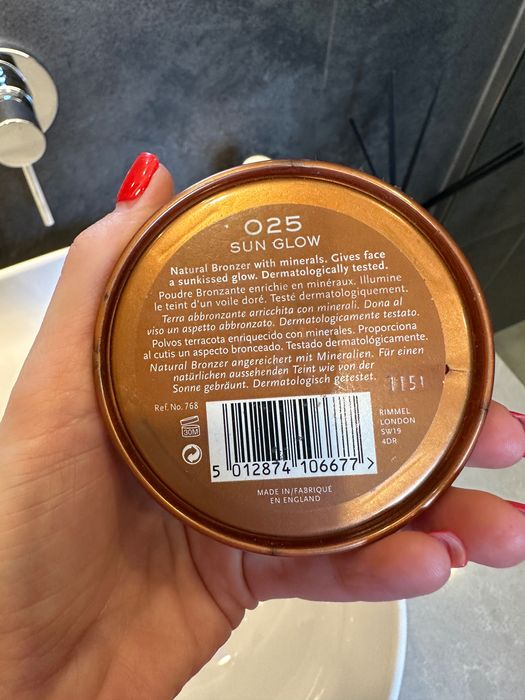 025
SUN GLOW
Natural Bronzer with minerals. Gives face
a sunkissed glow. Dermatologically tested.
Poudre Bronzante enrichie en minéraux. Illumine
le teint d'un voile doré. Testé dermatologiquement.
Terra abbronzante arricchita con minerali. Dona al
viso un aspetto abbronzato. Dermatologicamente testato.
Polvos terracota enriquecido con minerales. Proporciona
al cutis un aspecto bronceado. Testado dermatológicamente.
Natural Bronzer angereichert mit Mineralien. Für einen
natürlichen aussehenden Teint wie von der
Sonne gebräunt. Dermatologisch getestet.
1151
Ref. No. 768
30M
RIMMEL
LONDON
SW19
4DR
5 012874 106677 >
MADE IN/FABRIQUÉ
EN ENGLAND